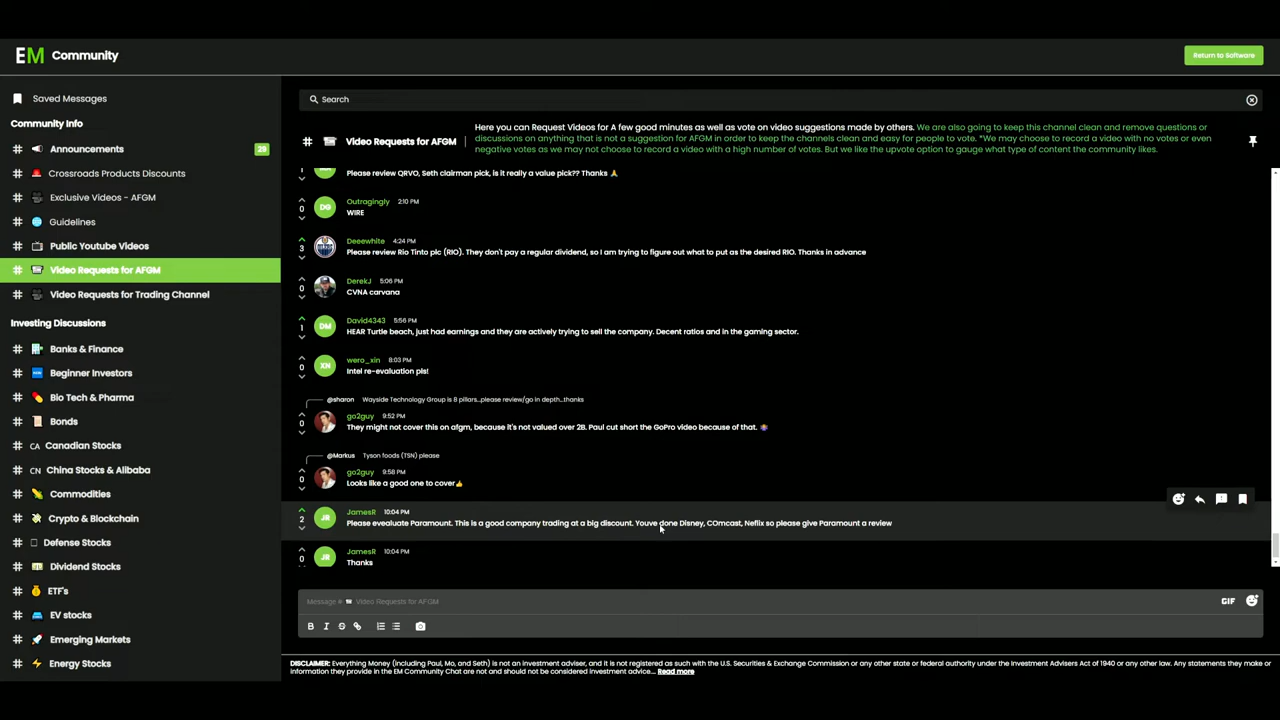 EM Community
Return to Software
Saved Messages
Community Info
# Announcements 29
# Crossroads Products Discounts
# Exclusive Videos - AFGM
# Guidelines
# Public Youtube Videos
# Video Requests for AFGM
# Video Requests for Trading Channel
Investing Discussions
# Banks & Finance
# Beginner Investors
# Bio Tech & Pharma
# Bonds
# CA Canadian Stocks
# CN China Stocks & Alibaba
# Commodities
# Crypto & Blockchain
# Defense Stocks
# Dividend Stocks
# ETF's
# EV stocks
# Emerging Markets
# Energy Stocks
Search
# Video Requests for AFGM
Here you can Request Videos for A few good minutes as well as vote on video suggestions made by others. We are also going to keep this channel clean and remove questions or
discussions on anything that is not a suggestion for AFGM in order to keep the channels clean and easy for people to vote. *We may choose to record a video with no votes or even
negative votes as we may not choose to record a video with a high number of votes. But we like the upvote option to gauge what type of content the community likes.
Please review QRVO, Seth clairman pick, is it really a value pick?? Thanks 🙏
0 DG Outragingly 2:10 PM
WIRE
3 Deeewhite 4:24 PM
Please review Rio Tinto plc (RIO). They don't pay a regular dividend, so I am trying to figure out what to put as the desired RIO. Thanks in advance
0 DerekJ 5:06 PM
CVNA carvana
1 DM David4343 5:56 PM
HEAR Turtle beach, just had earnings and they are actively trying to sell the company. Decent ratios and in the gaming sector.
0 XN wero_xin 8:03 PM
Intel re-evaluation pls!
@sharon Wayside Technology Group is 8 pillars...please review/go in depth...thanks
0 go2guy 9:52 PM
They might not cover this on afgm, because it's not valued over 2B. Paul cut short the GoPro video because of that. 🤷
@Markus Tyson foods (TSN) please
0 go2guy 9:58 PM
Looks like a good one to cover👍
2 JR JamesR 10:04 PM
Please evealuate Paramount. This is a good company trading at a big discount. Youve done Disney, COmcast, Neflix so please give Paramount a review
0 JR JamesR 10:04 PM
Thanks
Message # Video Requests for AFGM
GIF
B I S
DISCLAIMER: Everything Money (including Paul, Mo, and Seth) is not an investment adviser, and it is not registered as such with the U.S. Securities & Exchange Commission or any other state or federal authority under the Investment Advisers Act of 1940 or any other law. Any statements they make or
information they provide in the EM Community Chat are not and should not be considered investment advice... Read more